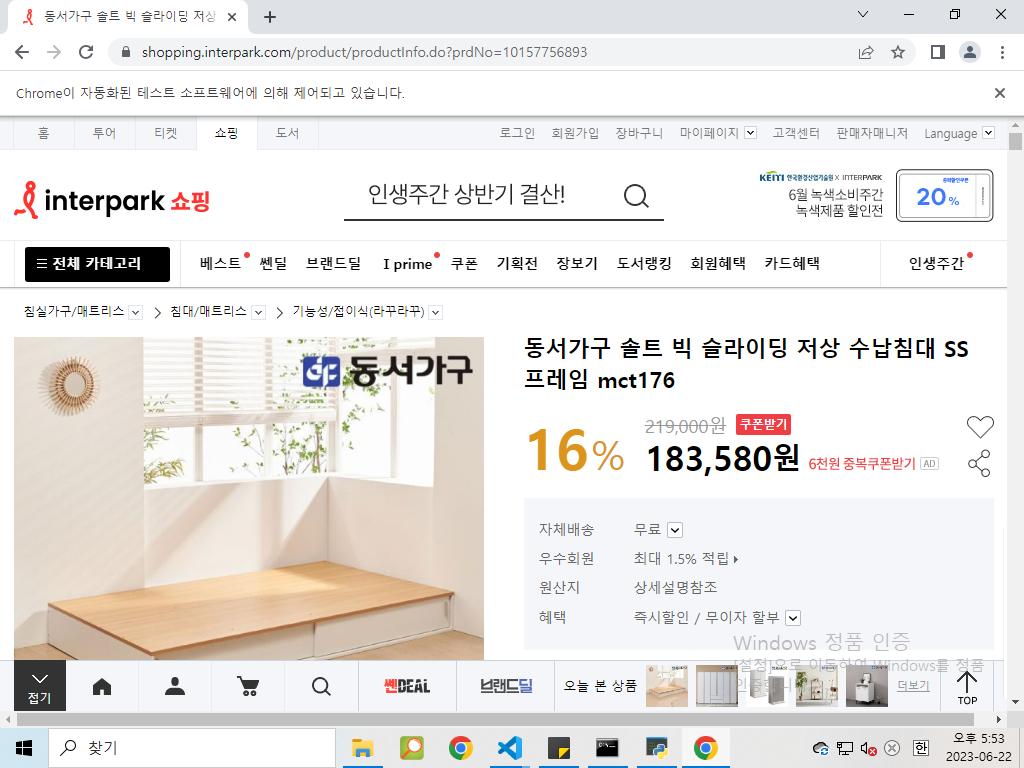 동서가구 솔트 빅 슬라이딩 저상
shopping.interpark.com/product/productInfo.do?prdNo=10157756893
Chrome이 자동화된 테스트 소프트웨어에 의해 제어되고 있습니다.
홈 투어 티켓 쇼핑 도서 로그인 회원가입 장바구니 마이페이지 고객센터 판매자매니저 Language
interpark 쇼핑
인생주간 상반기 결산!
KEITI 한국환경산업기술원 X INTERPARK
6월 녹색소비주간
녹색제품 할인전
20%
전체 카테고리 베스트 쎈딜 브랜드딜 I prime 쿠폰 기획전 장보기 도서랭킹 회원혜택 카드혜택 인생주간
침실가구/매트리스 침대/매트리스 기능성/접이식(라꾸라꾸)
동서가구
동서가구 솔트 빅 슬라이딩 저상 수납침대 SS
프레임 mct176
16%
219,000원 쿠폰받기
183,580원 6천원 중복쿠폰받기 AD
자체배송 무료
우수회원 최대 1.5% 적립
원산지 상세설명참조
혜택 즉시할인 / 무이자 할부
Windows 정품 인증
[설정]으로 이동하여 Windows를 정품
인증합니다.
접기
쎈DEAL
브랜드딜
오늘 본 상품
더보기
TOP
찾기
한
오후 5:53
2023-06-22